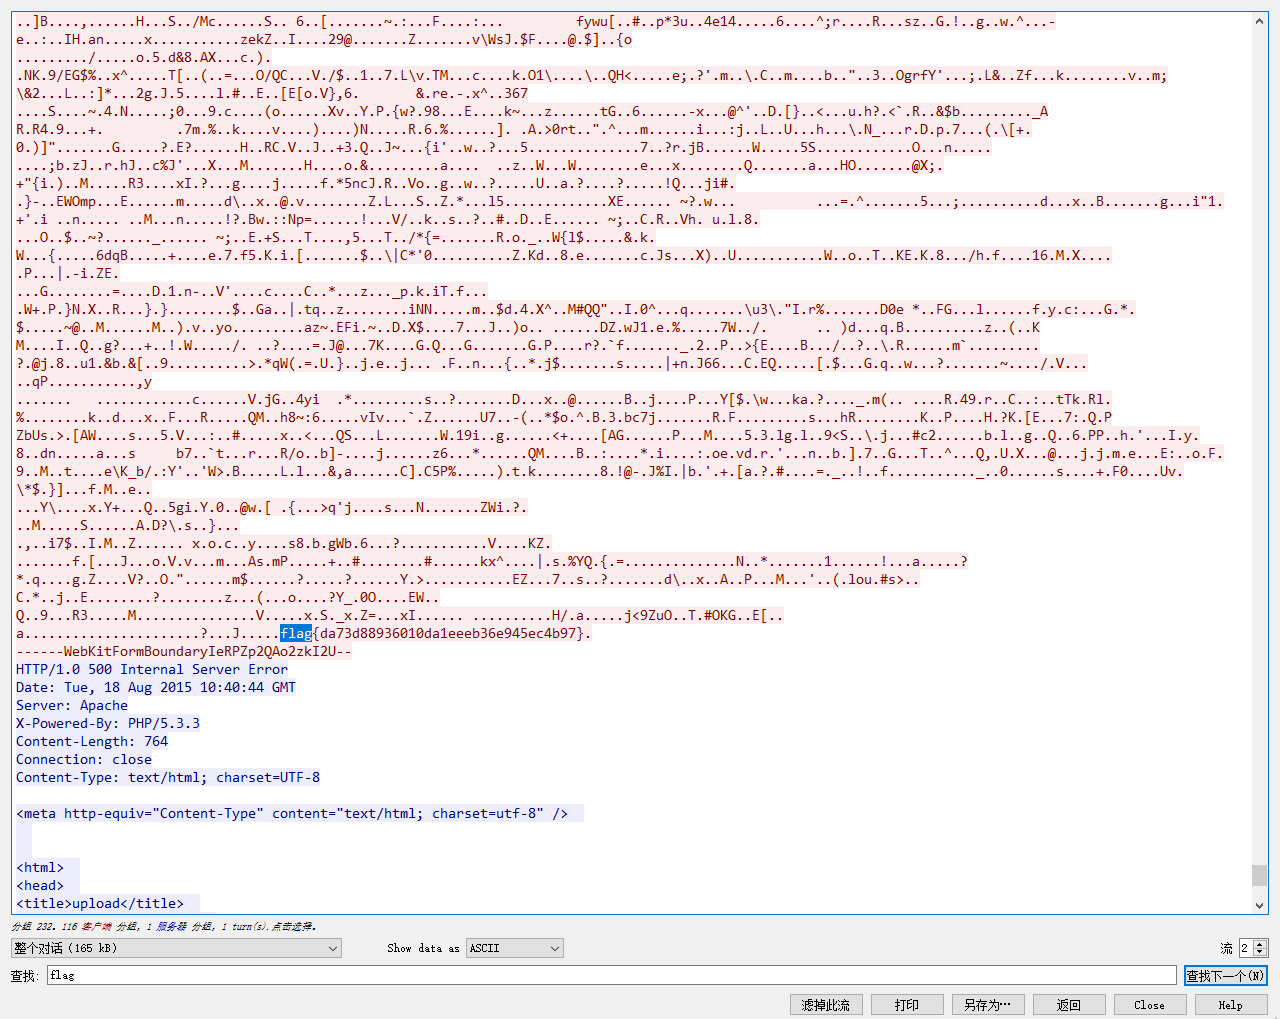 ..]B....,......H...S../Mc......S.. 6..[.......~.:...F....:... fywu[..#..p*3u..4e14.....6....^;r....R...sz..G.!..g..w.^...-
e..:..IH.an.....x...........zekZ..I....29@.......Z.......v\WsJ.$F....@.$]..{o
........./.....o.5.d&8.AX...c.).
.NK.9/EG$%..x^.....T[..(..=...O/QC...V./$..1..7.L\v.TM...c....k.O1\....\..QH<.....e;.?'.m..\.C..m....b.."..3..OgrfY'...;.L&..Zf...k........v..m;
\&2...L..:]*...2g.J.5....l.#..E..[E[o.V},6. &.re.-.x^..367
....S....~.4.N.....;0...9.c....(o......Xv..Y.P.{w?.98...E....k~...z......tG..6......-x...@^'..D.[}..<...u.h?.<`.R..&$b........._A
R.R4.9...+. .7m.%..k....v....)....)N.....R.6.%......]. .A.>0rt..".^...m......i...:j..L..U...h...\.N_...r.D.p.7...(.\[+.
0.)]".......G.....?.E?......H..RC.V..J..+3.Q..J~...{i'..w..?...5..............7..?r.jB......W.....5S............O...n.....
....;b.zJ..r.hJ..c%J'...X...M.......H....o.&.........a.... ..z..W...W........e...x........Q.......a...HO.......@X;.
+"{i.)..M.....R3....xI.?...g....j.....f.*5ncJ.R..Vo..g..w..?.....U..a.?....?.....!Q...ji#.
.}-..EWOmp...E......m.....d\..x..@.v........Z.L...S..Z.*...l5.............XE...... ~?.w... ...=.^.......5...;..........d...x..B.......g...i"1.
+'.i ..n..... ..M...n.....!?.Bw.::Np=......!...V/..k..s..?..#..D..E...... ~;..C.R..Vh. u.l.8.
...O..$..~?......_...... ~;..E.+S...T....,5...T../*{=.......R.o._..W{l$.....&.k.
W...{.....6dqB.....+....e.7.f5.K.i.[.......$..\|C*'0..........Z.Kd..8.e.......c.Js...X)..U...........W..o..T..KE.K.8.../h.f....16.M.X....
.P...|.-i.ZE.
...G........=....D.1.n-..V'....c....C..*...z..._p.k.iT.f...
.W+.P.}N.X..R...}.}........$..Ga..|.tq..z........iNN.....m..$d.4.X^..M#QQ"..I.0^...q.......\u3\."I.r%.......D0e *..FG...l......f.y.c:...G.*.
$.....~@..M......M..).v..yo.........az~.EFi.~..D.X$....7...J..)o.. ......DZ.wJ1.e.%.....7W../. .. )d...q.B..........z..(..K
M....I..Q..g?...+..!.W...../. ..?....=.J@...7K....G.Q...G.......G.P....r?.`f......._.2..P..>{E....B.../..?..\.R......m`.........
?.@j.8..u1.&b.&[..9..........>.*qW(.=.U.}..j.e..j... .F..n...{..*.j$.......s.....|+n.J66...C.EQ.....[.$...G.q..w...?.......~..../.V...
..qP...........,y
....... ............c......V.jG..4yi .*.........s..?.......D...x..@......B..j....P...Y[$.\w...ka.?...._.m(.. ....R.49.r..C..:..tTk.Rl.
%........k..d...x..F...R.....QM..h8~:6.....vIv.. `.Z......U7..-(..*$o.^.B.3.bc7j.......R.F.........s...hR........K..P....H.?K.[E...7:.Q.P
ZbUs.>.[AW....s...5.V...:..#.....x..<...QS...L.......W.19i..g......<+....[AG......P...M....5.3.lg.l..9<S..\.j...#c2......b.l..g..Q..6.PP..h.'...I.y.
8..dn.....a...s b7..`t...r...R/o..b]-....j......z6...*......QM....B..:....*.i....:.oe.vd.r.'...n..b.].7..G...T..^...Q,.U.X...@...j.j.m.e...E:..o.F.
9..M..t....e\K_b/.:Y'..'W>.B.....L.l...&,a......C].C5P%.....).t.k........8.!@-.J%I.|b.'.+.[a.?.#....=._..!..f..........._..0......s....+.F0....Uv.
\*$.}]...f.M..e..
...Y\....x.Y+...Q..5gi.Y.0..@w.[ .{...>q'j....s...N.......ZWi.?.
..M.....S......A.D?\.s..}...
.,..i7$..I.M..Z...... x.o.c..y....s8.b.gWb.6...?...........V....KZ.
.......f.[...J...o.V.v...m...As.mP.....+..#........#......kx^....|.s.%YQ.{.=..............N..*.......1......!...a.....?
*.q....g.Z....V?..O."......m$......?.....?......Y.>...........EZ...7..s..?.......d\..x..A..P...M...'..(.lou.#s>..
C.*..j..E........?........z...(...o....?Y_.0O....EW..
Q..9...R3.....M...............V.....x.S._x.Z=...xI...... ..........H/.a.....j<9ZuO..T.#OKG..E[..
a......................?...J.....flag{da73d88936010da1eeeb36e945ec4b97}.
------WebKitFormBoundaryIeRPZp2QAo2zkI2U--
HTTP/1.0 500 Internal Server Error
Date: Tue, 18 Aug 2015 10:40:44 GMT
Server: Apache
X-Powered-By: PHP/5.3.3
Content-Length: 764
Connection: close
Content-Type: text/html; charset=UTF-8
<meta http-equiv="Content-Type" content="text/html; charset=utf-8" />
<html>
<head>
<title>upload</title>
分组 232。116 客户端 分组，1 服务器 分组，1 turn(s).点击选择。
整个对话 (165 kB) Show data as ASCII 流 2
查找: flag 查找下一个(N)
滤掉此流 打印 另存为… 返回 Close Help